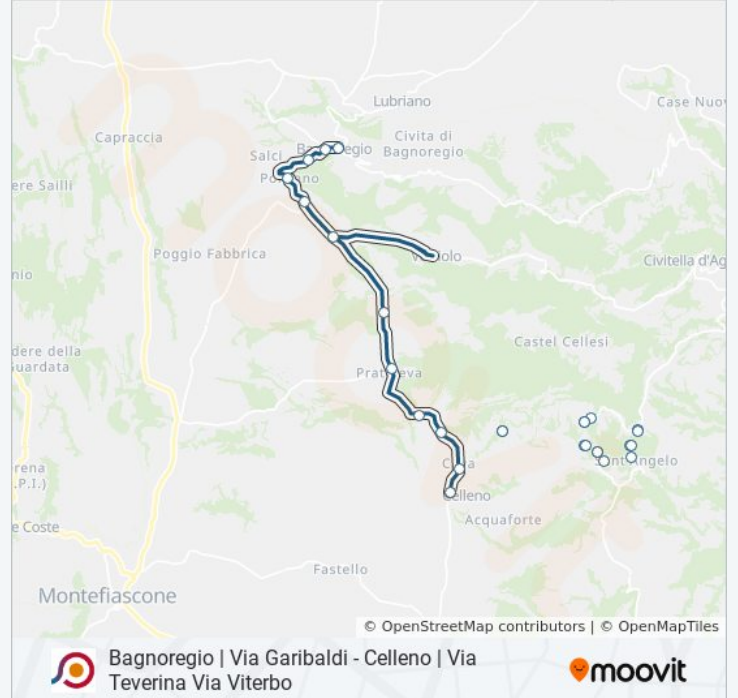 Lubriano
Case Nuov
Capraccia
Civita di
Bagnoregio
Salci
ere Sailli
Poggio Fabbrica
Civitella d'Ag
nio
Castel Cellesi
dere della
Guardata
Sant'Angelo
rena
.P.I.)
Celleno
Acquaforte
e Coste
Fastello
Montefiascone
© OpenStreetMap contributors | © OpenMapTiles
Bagnoregio | Via Garibaldi - Celleno | Via
Teverina Via Viterbo
moovit